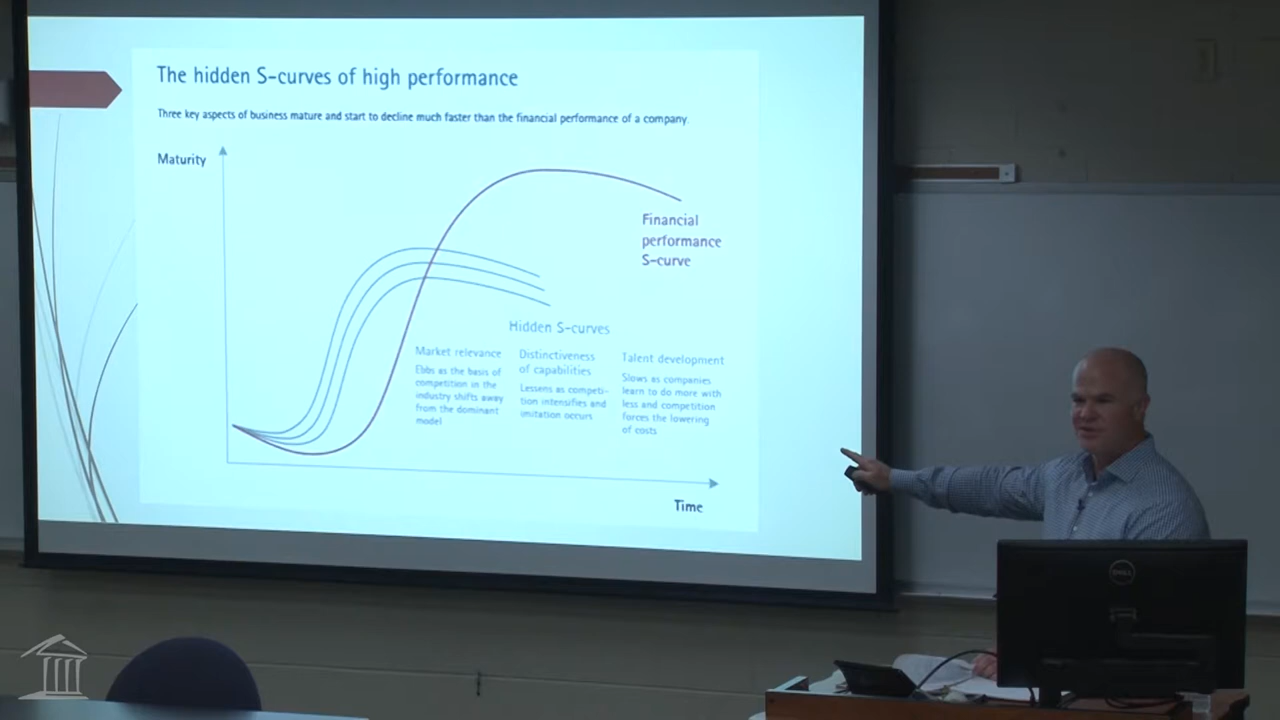 The hidden S-curves of high performance
Three key aspects of business mature and start to decline much faster than the financial performance of a company.
Maturity
Financial
performance
S-curve
Hidden S-curves
Market relevance
Ebbs as the basis of
competition in the
industry shifts away
from the dominant
model
Distinctiveness
of capabilities
Lessens as competi-
tion intensifies and
imitation occurs
Talent development
Slows as companies
learn to do more with
less and competition
forces the lowering
of costs
Time
DELL